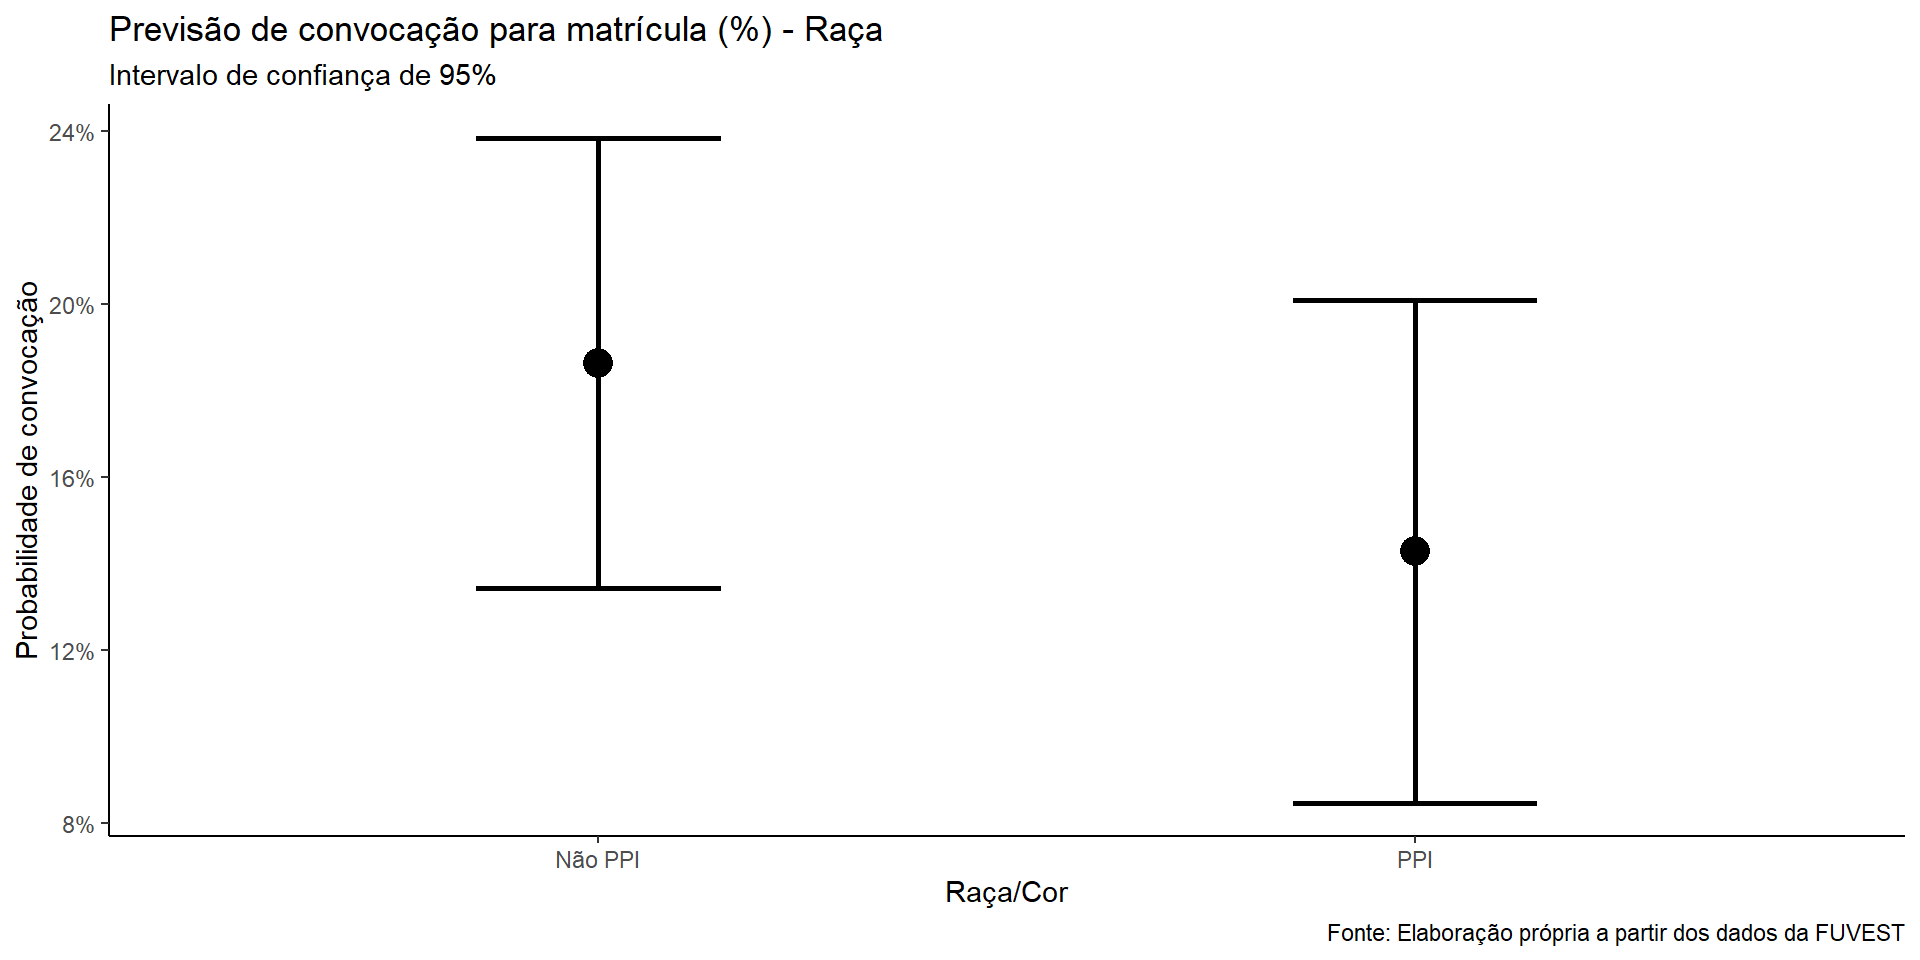 Previsão de convocação para matrícula (%) - Raça
Intervalo de confiança de 95%
Probabilidade de convocação
24%
20%
16%
12%
8%
Não PPI
PPI
Raça/Cor
Fonte: Elaboração própria a partir dos dados da FUVEST